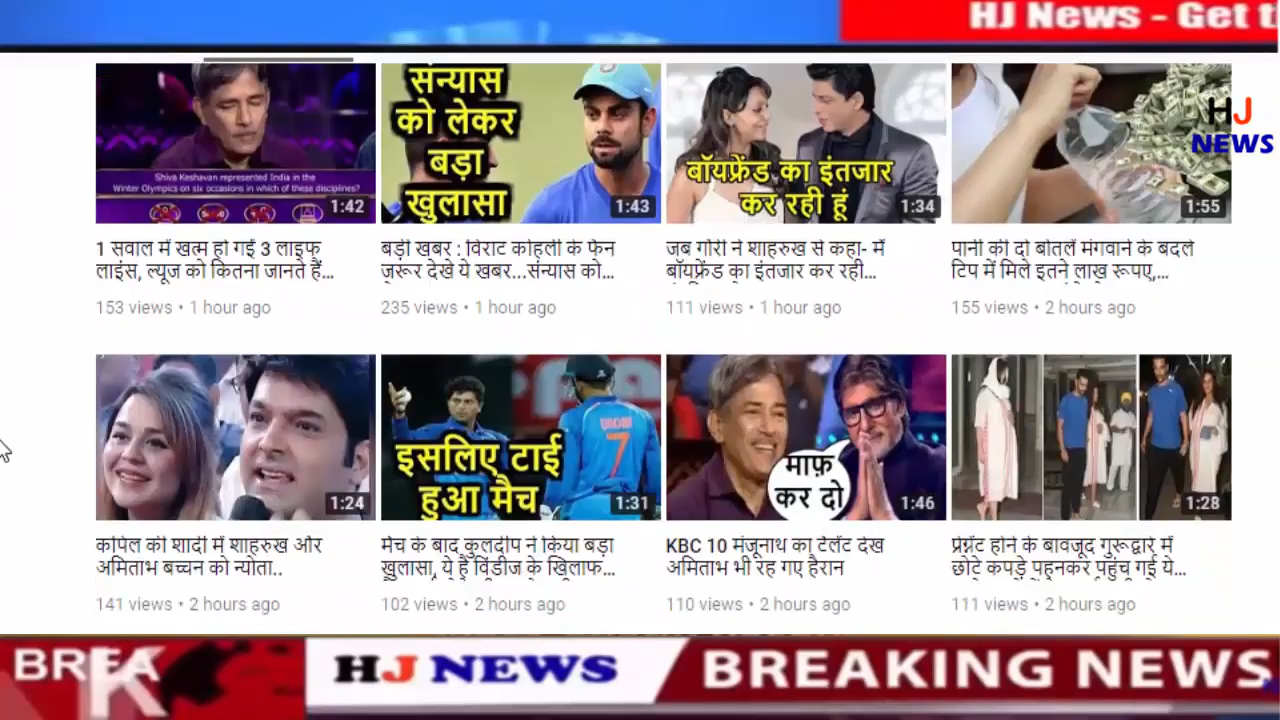 HJ News - Get t
HJ
NEWS
Shiva Keshavan represented India in the
Winter Olympics on six occasions in which of these disciplines?
1:42
संन्यास
को लेकर
बड़ा
खुलासा
1:43
बॉयफ्रेंड का इंतजार
कर रही हूं
1:34
1:55
1 सवाल में खत्म हो गई 3 लाइफ
लाइंस, ल्यूज को कितना जानते हैं...
153 views • 1 hour ago
बड़ी खबर : विराट कोहली के फैन
ज़रूर देखे ये खबर...संन्यास को...
235 views • 1 hour ago
जब गौरी ने शाहरुख से कहा- मैं
बॉयफ्रेंड का इंतजार कर रही...
111 views • 1 hour ago
पानी की दो बोतलें मंगवाने के बदले
टिप में मिले इतने लाख रूपए,...
155 views • 2 hours ago
1:24
7
इसलिए टाई
हुआ मैच
1:31
माफ़
कर दो
1:46
1:28
कपिल की शादी में शाहरुख और
अमिताभ बच्चन को न्योता..
141 views • 2 hours ago
मैच के बाद कुलदीप ने किया बड़ा
खुलासा, ये है विंडीज के खिलाफ...
102 views • 2 hours ago
KBC 10 मंजूनाथ का टैलेंट देख
अमिताभ भी रह गए हैरान
110 views • 2 hours ago
प्रेग्नेंट होने के बावजूद गुरूद्वारे में
छोटे कपड़े पहनकर पहुंच गई ये...
111 views • 2 hours ago
BREA
K
HJ NEWS
BREAKING NEWS